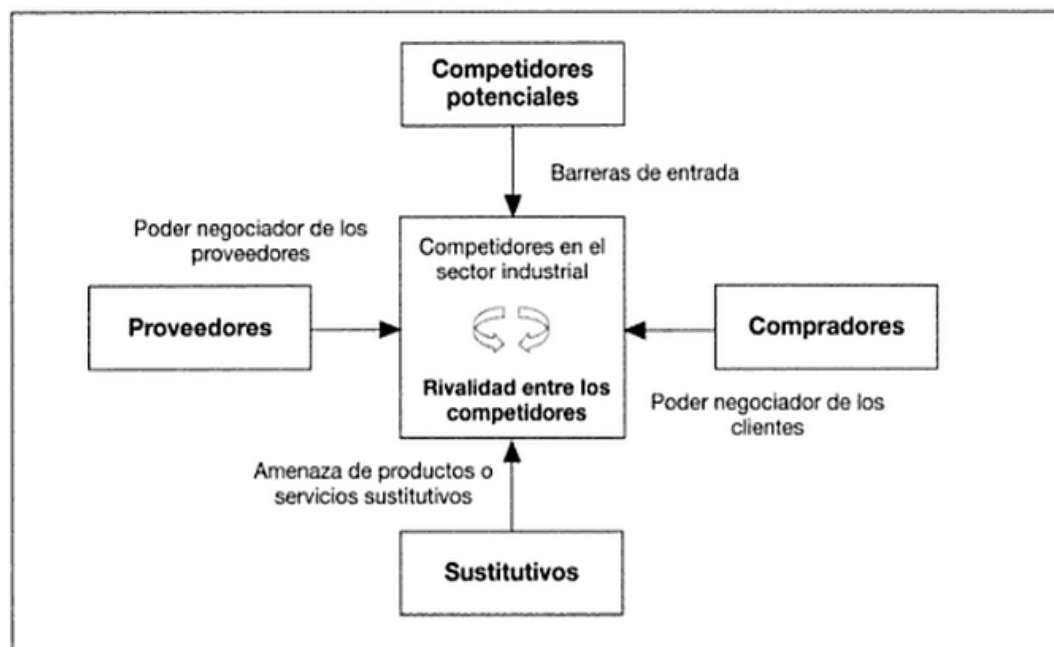 Competidores
potenciales
Barreras de entrada
Poder negociador de los
proveedores
Competidores en el
sector industrial
Proveedores
Compradores
Rivalidad entre los
competidores
Poder negociador de los
clientes
Amenaza de productos o
servicios sustitutivos
Sustitutivos